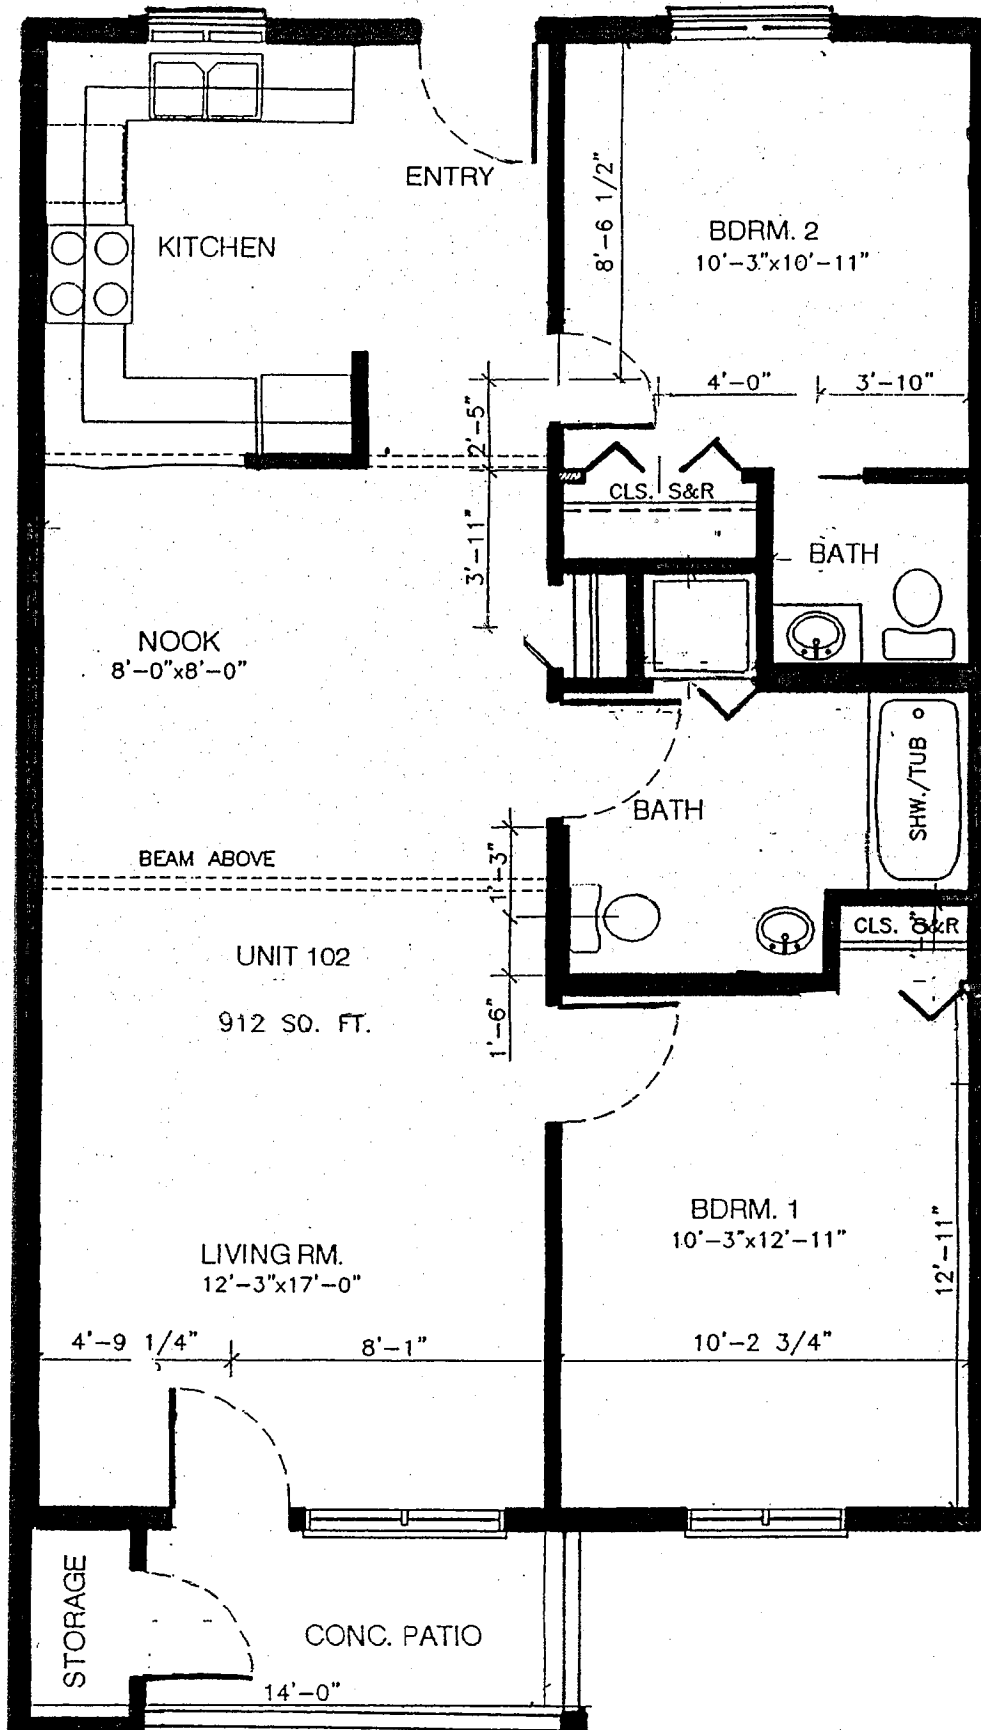 ENTRY
KITCHEN
8'-6 1/2"
BDRM. 2
10'-3"x10'-11"
4'-0"
3'-10"
2'-5"
CLS. S&R
3'-11"
BATH
NOOK
8'-0"x8'-0"
SHW./TUB
BATH
BEAM ABOVE
1'-3"
CLS. S&R
UNIT 102
912 SQ. FT.
1'-6"
BDRM. 1
10'-3"x12'-11"
12'-11"
LIVING RM.
12'-3"x17'-0"
4'-9 1/4"
8'-1"
10'-2 3/4"
STORAGE
CONC. PATIO
14'-0"